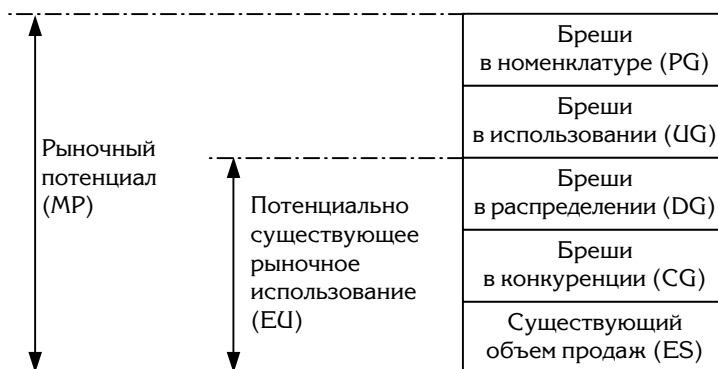 Рыночный
потенциал
(MP)
Потенциально
существующее
рыночное
использование
(EU)
Бреши
в номенклатуре (PG)
Бреши
в использовании (UG)
Бреши
в распределении (DG)
Бреши
в конкуренции (CG)
Существующий
объем продаж (ES)